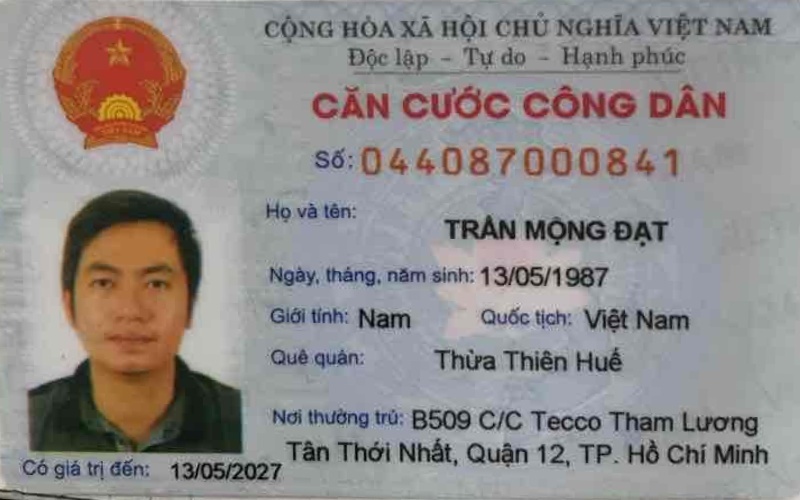 CỘNG HÒA XÃ HỘI CHỦ NGHĨA VIỆT NAM
Độc lập - Tự do - Hạnh phúc
CĂN CƯỚC CÔNG DÂN
Số: 044087000841
Họ và tên:
TRẦN MỘNG ĐẠT
Ngày, tháng, năm sinh: 13/05/1987
Giới tính: Nam Quốc tịch: Việt Nam
Quê quán: Thừa Thiên Huế
Nơi thường trú: B509 C/C Tecco Tham Lương
Tân Thới Nhất, Quận 12, TP. Hồ Chí Minh
Có giá trị đến: 13/05/2027